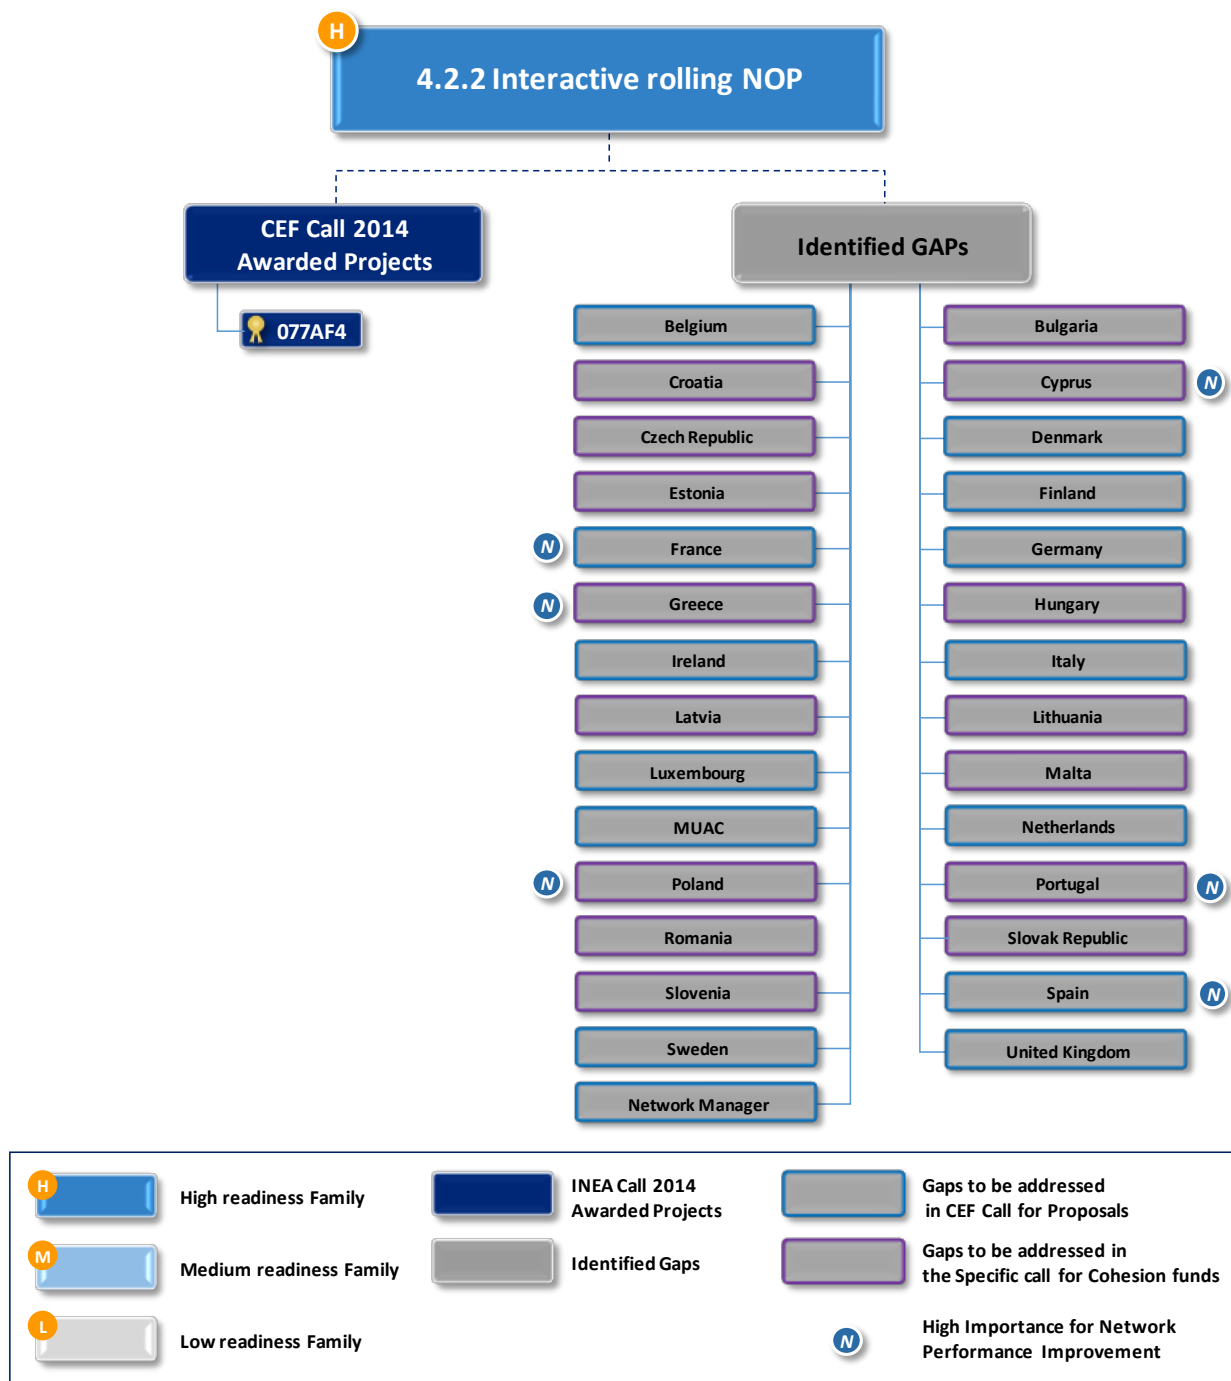 H
4.2.2 Interactive rolling NOP
CEF Call 2014
Awarded Projects
077AF4
Identified GAPs
Belgium
Bulgaria
Croatia
Cyprus
N
Czech Republic
Denmark
Estonia
Finland
N
France
Germany
N
Greece
Hungary
Ireland
Italy
Latvia
Lithuania
Luxembourg
Malta
MUAC
Netherlands
N
Poland
Portugal
N
Romania
Slovak Republic
Slovenia
Spain
N
Sweden
United Kingdom
Network Manager
H
High readiness Family
M
Medium readiness Family
L
Low readiness Family
INEA Call 2014
Awarded Projects
Identified Gaps
Gaps to be addressed
in CEF Call for Proposals
Gaps to be addressed in
the Specific call for Cohesion funds
N
High Importance for Network
Performance Improvement